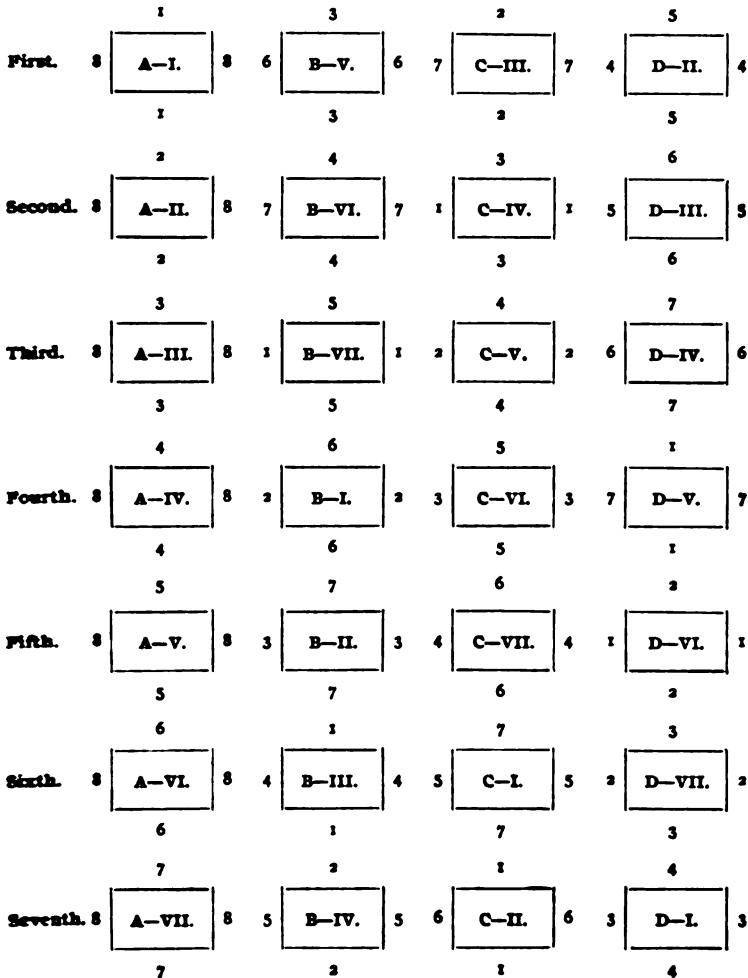 1 3 2 5
First. 8 A—I. 8 6 B—V. 6 7 C—III. 7 4 D—II. 4
1 3 2 5
2 4 3 6
Second. 8 A—II. 8 7 B—VI. 7 1 C—IV. 1 5 D—III. 5
2 4 3 6
3 5 4 7
Third. 8 A—III. 8 1 B—VII. 1 2 C—V. 2 6 D—IV. 6
3 5 4 7
4 6 5 1
Fourth. 8 A—IV. 8 2 B—I. 2 3 C—VI. 3 7 D—V. 7
4 6 5 1
5 7 6 2
Fifth. 8 A—V. 8 3 B—II. 3 4 C—VII. 4 1 D—VI. 1
5 7 6 2
6 1 7 3
Sixth. 8 A—VI. 8 4 B—III. 4 5 C—I. 5 2 D—VII. 2
6 1 7 3
7 2 1 4
Seventh. 8 A—VII. 8 5 B—IV. 5 6 C—II. 6 3 D—I. 3
7 2 1 4